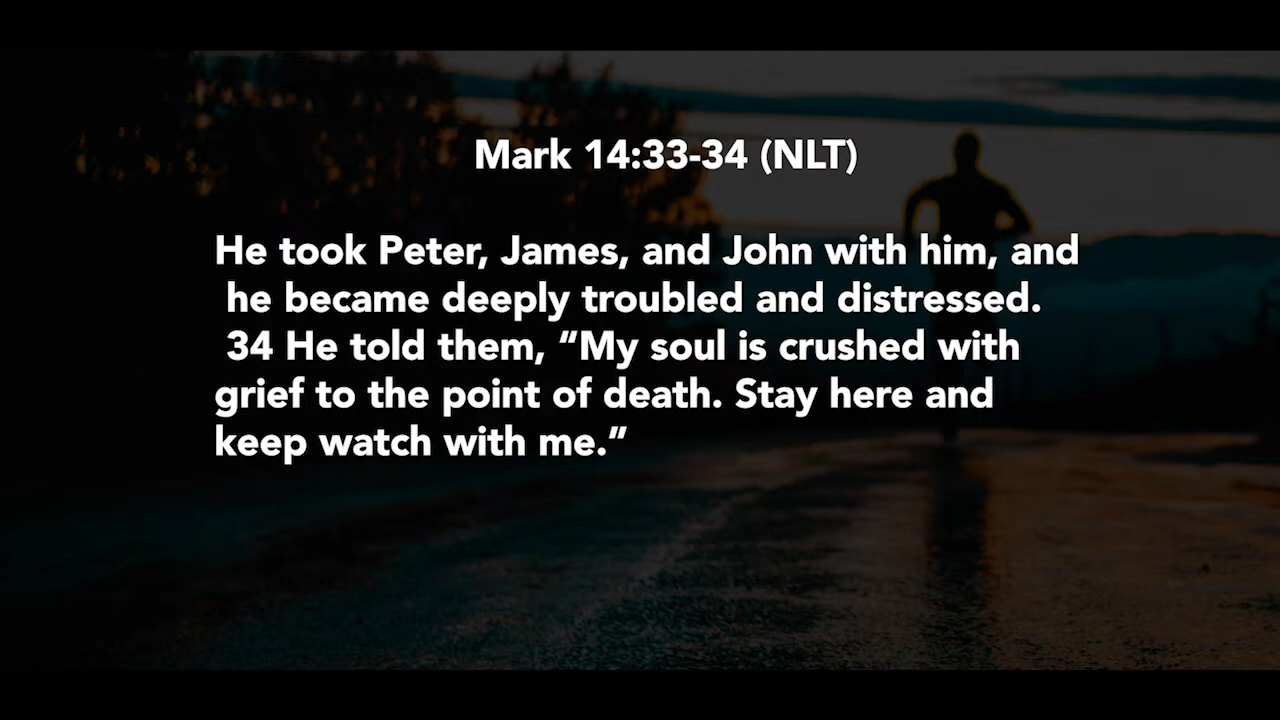 Mark 14:33-34 (NLT)
He took Peter, James, and John with him, and
he became deeply troubled and distressed.
34 He told them, “My soul is crushed with
grief to the point of death. Stay here and
keep watch with me.”